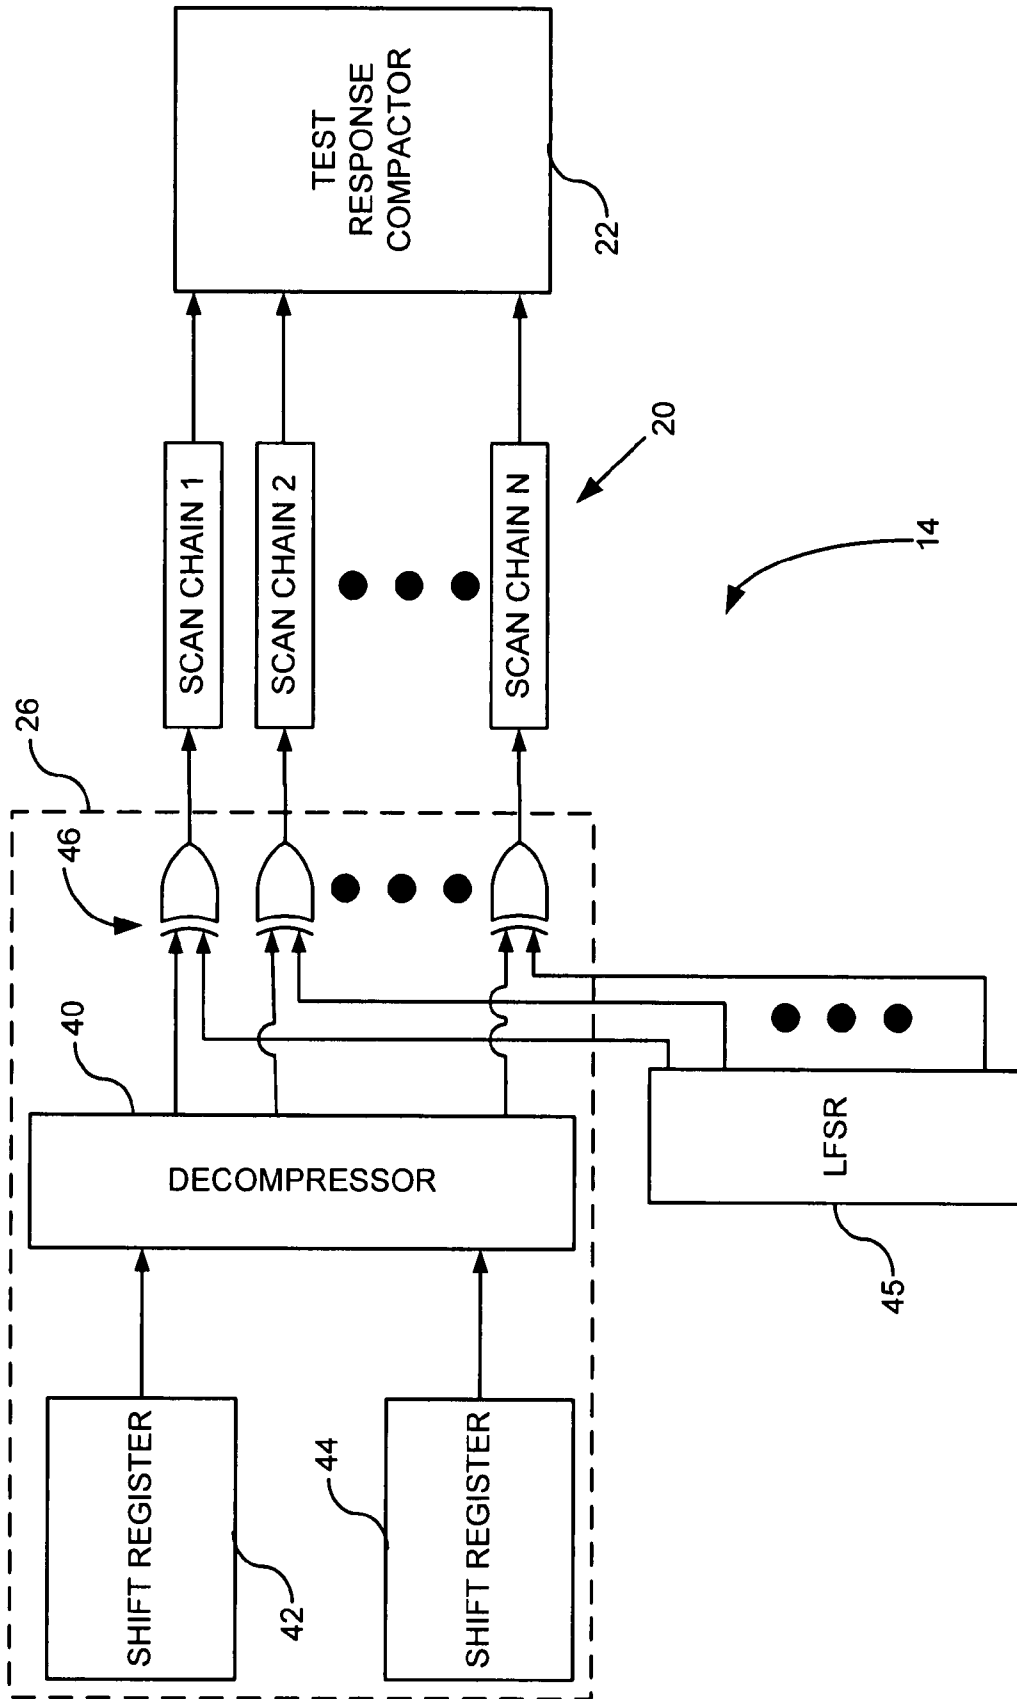 26
46
40
SHIFT REGISTER
42
SHIFT REGISTER
44
DECOMPRESSOR
LFSR
45
SCAN CHAIN 1
SCAN CHAIN 2
SCAN CHAIN N
20
14
TEST
RESPONSE
COMPACTOR
22